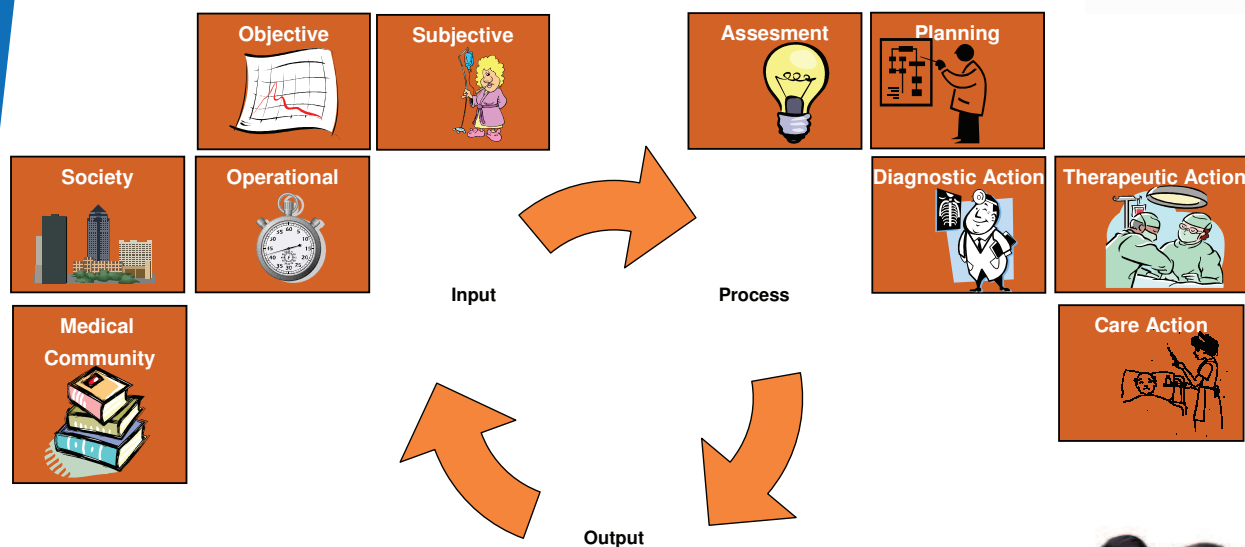 Objective
Subjective
Assesment
Planning
Society
Operational
Diagnostic Action
Therapeutic Action
Input
Process
Medical
Community
Care Action
Output